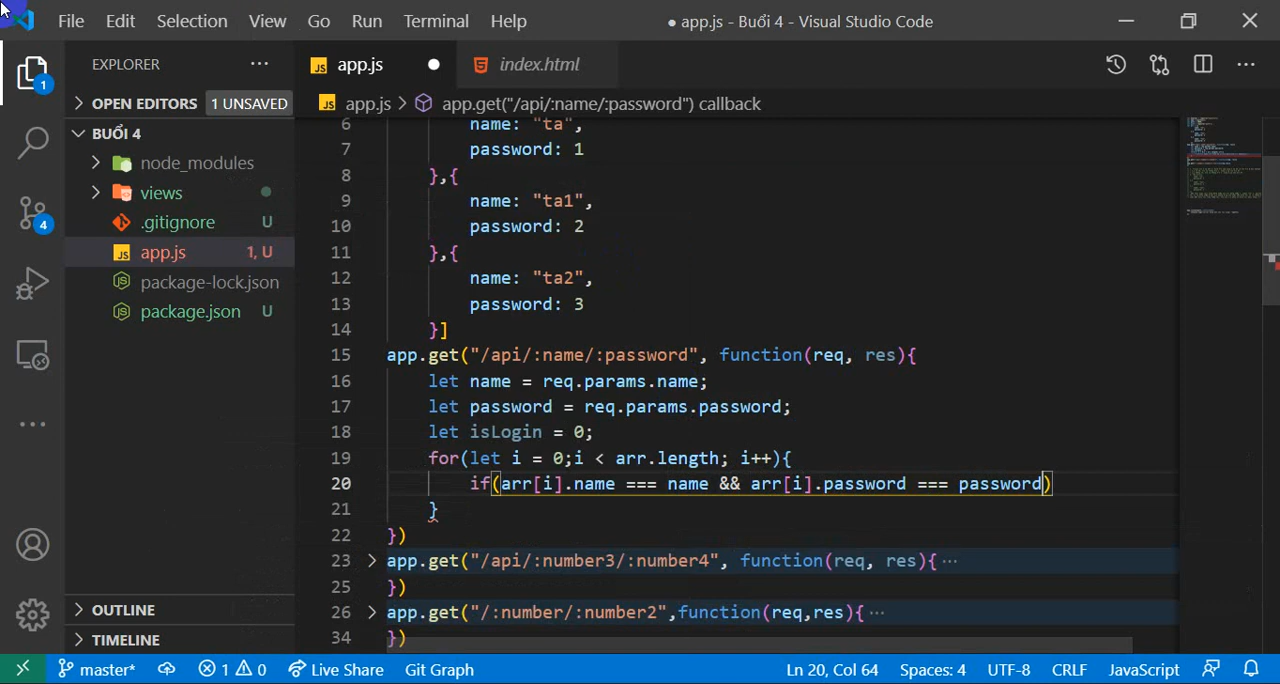 File Edit Selection View Go Run Terminal Help ● app.js - Buổi 4 - Visual Studio Code
EXPLORER ···
JS app.js ●
5 index.html
1
OPEN EDITORS 1 UNSAVED
JS app.js > app.get("/api/:name/:password") callback
BUỔI 4
node_modules
views
.gitignore U
JS app.js 1, U
package-lock.json
package.json U
4
6 name: "ta",
7 password: 1
8 },{
9 name: "ta1",
10 password: 2
11 },{
12 name: "ta2",
13 password: 3
14 }]
15 app.get("/api/:name/:password", function(req, res){
16 let name = req.params.name;
17 let password = req.params.password;
18 let isLogin = 0;
19 for(let i = 0;i < arr.length; i++){
20 if(arr[i].name === name && arr[i].password === password)
21 }
22 })
23 app.get("/api/:number3/:number4", function(req, res){ ···
25 })
26 app.get("/:number/:number2",function(req,res){ ···
34 })
OUTLINE
TIMELINE
master* 1 0 Live Share Git Graph Ln 20, Col 64 Spaces: 4 UTF-8 CRLF JavaScript